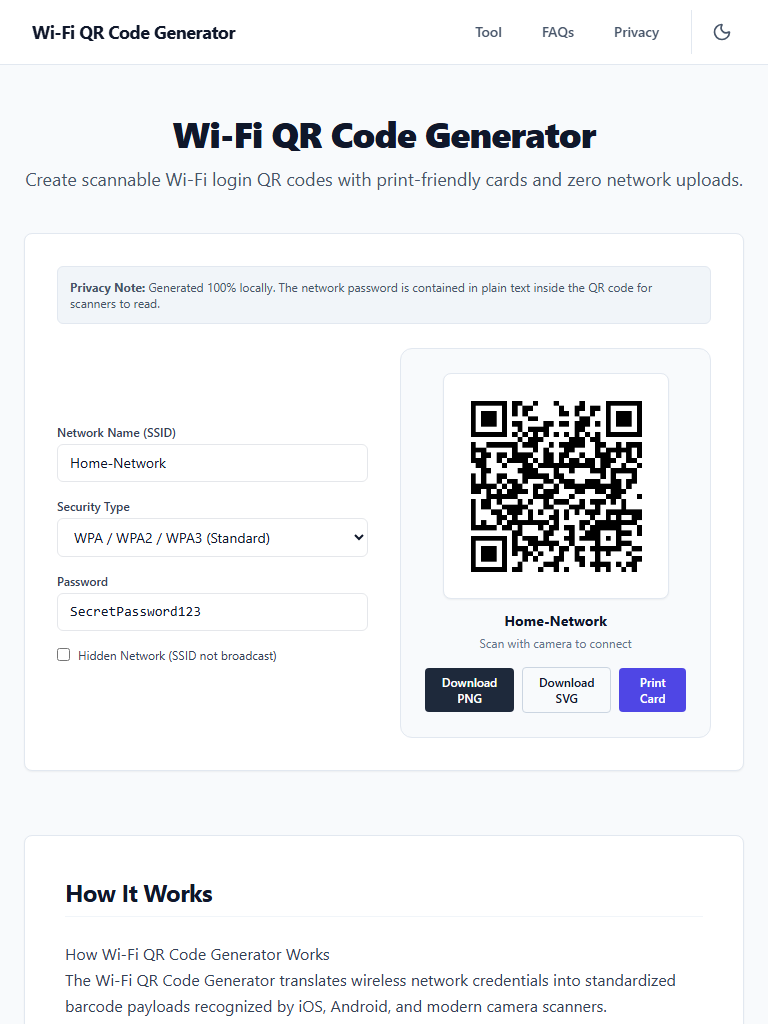 Wi-Fi QR Code Generator
Tool
FAQs
Privacy
Wi-Fi QR Code Generator
Create scannable Wi-Fi login QR codes with print-friendly cards and zero network uploads.
Privacy Note: Generated 100% locally. The network password is contained in plain text inside the QR code for
scanners to read.
Network Name (SSID)
Home-Network
Security Type
WPA / WPA2 / WPA3 (Standard)
Password
SecretPassword123
Hidden Network (SSID not broadcast)
Home-Network
Scan with camera to connect
Download
PNG
Download
SVG
Print
Card
How It Works
How Wi-Fi QR Code Generator Works
The Wi-Fi QR Code Generator translates wireless network credentials into standardized
barcode payloads recognized by iOS, Android, and modern camera scanners.